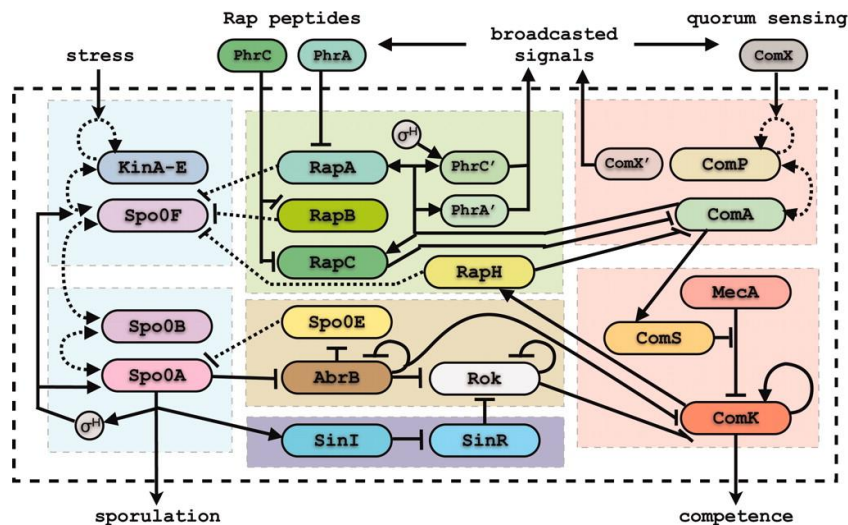 Rap peptides
quorum sensing
PhrC
PhrA
broadcasted
signals
ComX
stress
σH
KinA-E
RapA
PhrC'
ComX'
ComP
Spo0F
RapB
PhrA'
ComA
RapC
RapH
MecA
Spo0B
Spo0E
ComS
Spo0A
AbrB
Rok
ComK
σH
SinI
SinR
sporulation
competence